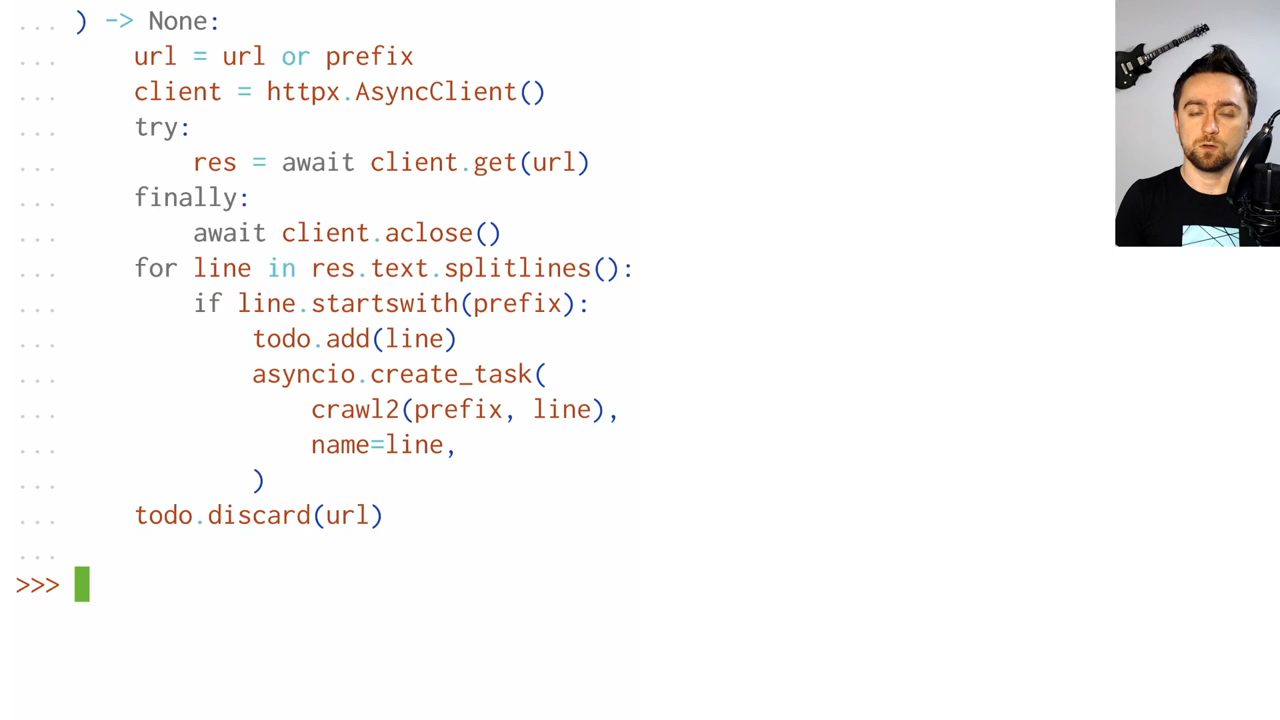 ... ) -> None:
...     url = url or prefix
...     client = httpx.AsyncClient()
...     try:
...         res = await client.get(url)
...     finally:
...         await client.aclose()
...     for line in res.text.splitlines():
...         if line.startswith(prefix):
...             todo.add(line)
...             asyncio.create_task(
...                 crawl2(prefix, line),
...                 name=line,
...             )
...     todo.discard(url)
...
>>>